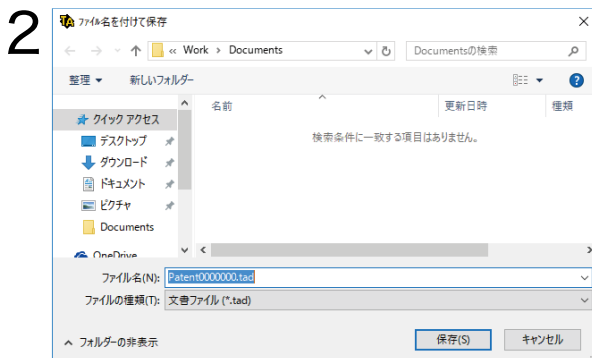 2
ファイル名を付けて保存
« Work › Documents
Documentsの検索
整理
新しいフォルダー
名前
更新日時
種類
クイック アクセス
検索条件に一致する項目はありません。
デスクトップ
ダウンロード
ドキュメント
ピクチャ
Documents
OneDrive
ファイル名(N): Patent0000000.tad
ファイルの種類(T): 文書ファイル (*.tad)
フォルダーの非表示
保存(S)
キャンセル